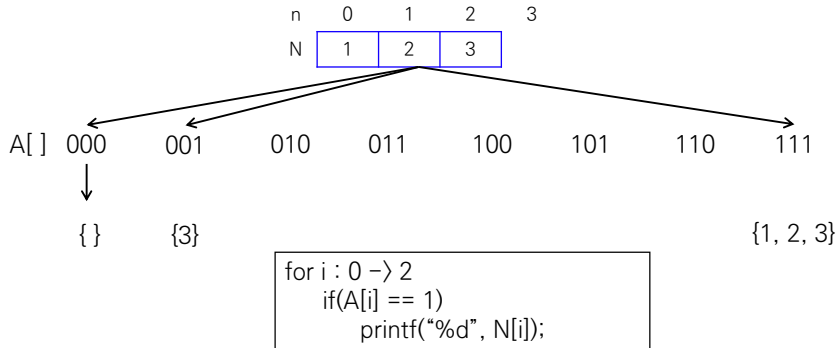 n 0 1 2 3
N 1 2 3
A[ ] 000 001 010 011 100 101 110 111
{ } {3} {1, 2, 3}
for i : 0 -> 2
if(A[i] == 1)
printf(“%d”, N[i]);